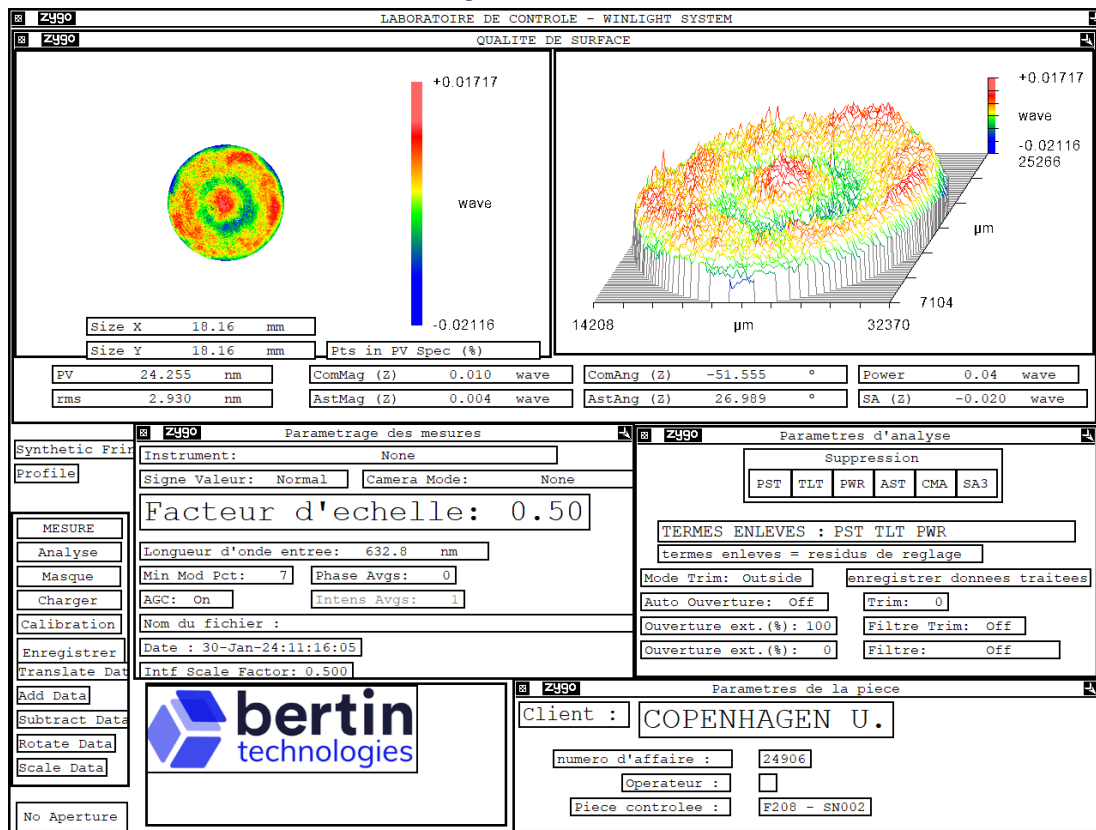 zygo LABORATOIRE DE CONTROLE - WINLIGHT SYSTEM
zygo QUALITE DE SURFACE
+0.01717
wave
-0.02116
Size X 18.16 mm
Size Y 18.16 mm
Pts in PV Spec (%)
+0.01717
wave
-0.02116
25266
µm
7104
14208 µm 32370
PV 24.255 nm
ComMag (Z) 0.010 wave
ComAng (Z) -51.555 °
Power 0.04 wave
rms 2.930 nm
AstMag (Z) 0.004 wave
AstAng (Z) 26.989 °
SA (Z) -0.020 wave
Synthetic Frin
Profile
MESURE
Analyse
Masque
Charger
Calibration
Enregistrer
Translate Dat
Add Data
Subtract Data
Rotate Data
Scale Data
No Aperture
zygo Parametrage des mesures
Instrument: None
Signe Valeur: Normal Camera Mode: None
Facteur d'echelle: 0.50
Longueur d'onde entree: 632.8 nm
Min Mod Pct: 7 Phase Avgs: 0
AGC: On Intens Avgs: 1
Nom du fichier :
Date : 30-Jan-24:11:16:05
Intf Scale Factor: 0.500
zygo Parametres d'analyse
Suppression
PST TLT PWR AST CMA SA3
TERMES ENLEVES : PST TLT PWR
termes enleves = residus de reglage
Mode Trim: Outside enregistrer donnees traitees
Auto Ouverture: Off Trim: 0
Ouverture ext.(%): 100 Filtre Trim: Off
Ouverture ext.(%): 0 Filtre: Off
bertin
technologies
zygo Parametres de la piece
Client : COPENHAGEN U.
numero d'affaire : 24906
Operateur :
Piece controlee : F208 - SN002